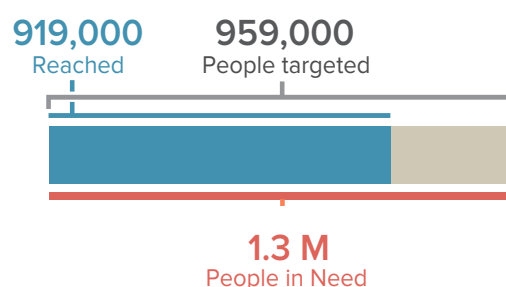 919,000
Reached
959,000
People targeted
1.3 M
People in Need